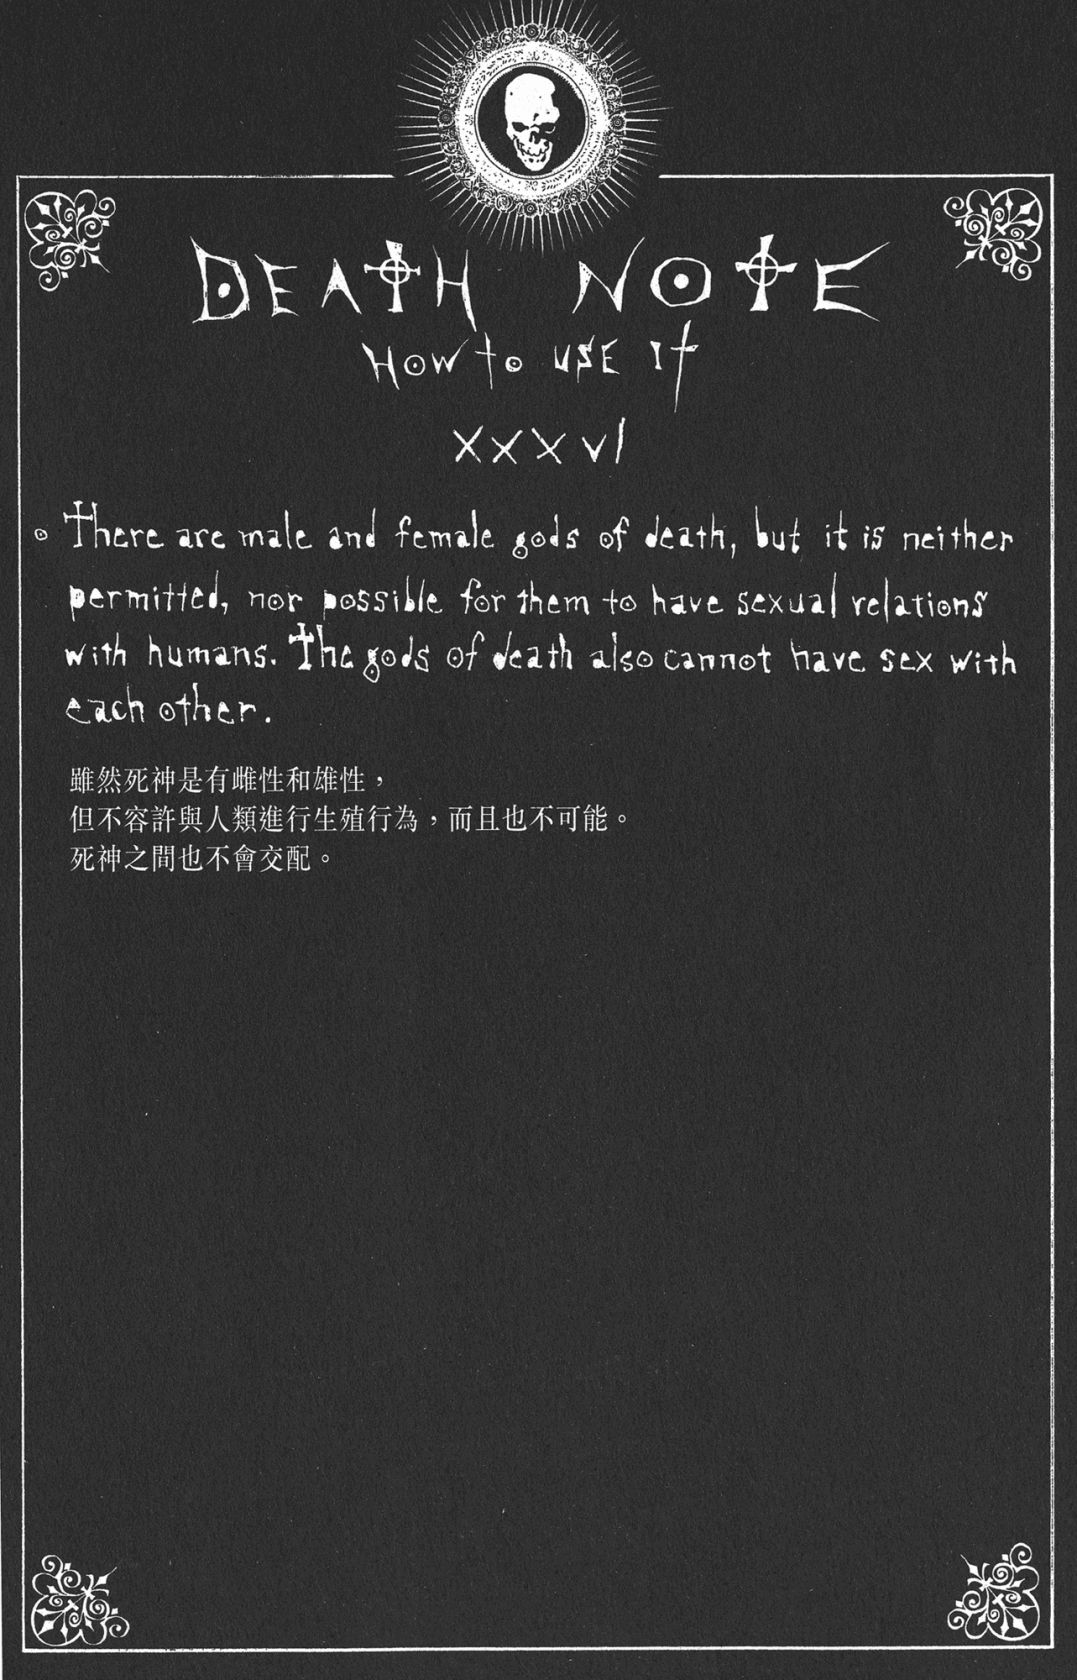 DEATH NOTE
HOW to USE It
XXXVI
There are male and female gods of death, but it is neither
permitted, nor possible for them to have sexual relations
with humans. The gods of death also cannot have sex with
each other.
雖然死神是有雌性和雄性，
但不容許與人類進行生殖行為，而且也不可能。
死神之間也不會交配。